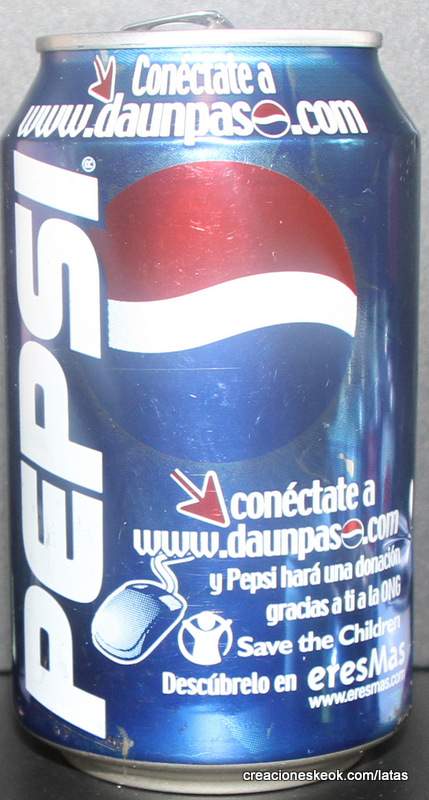 Conéctate a
www.daunpaso.com
PEPSI®
conéctate a
www.daunpaso.com
y Pepsi hará una donación
gracias a ti a la ONG
Save the Children
Descúbrelo en eresMas
www.eresmas.com
creacioneskeok.com/latas